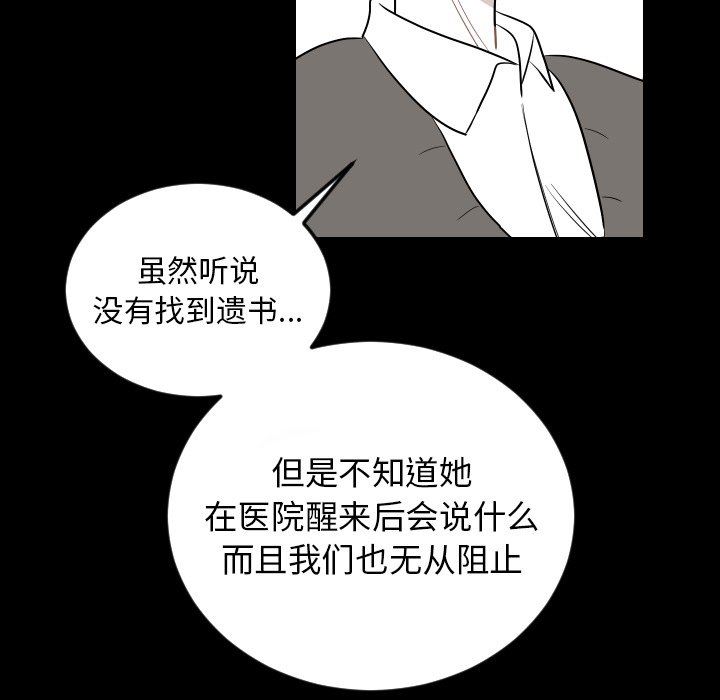 虽然听说
没有找到遗书...
但是不知道她
在医院醒来后会说什么
而且我们也无从阻止